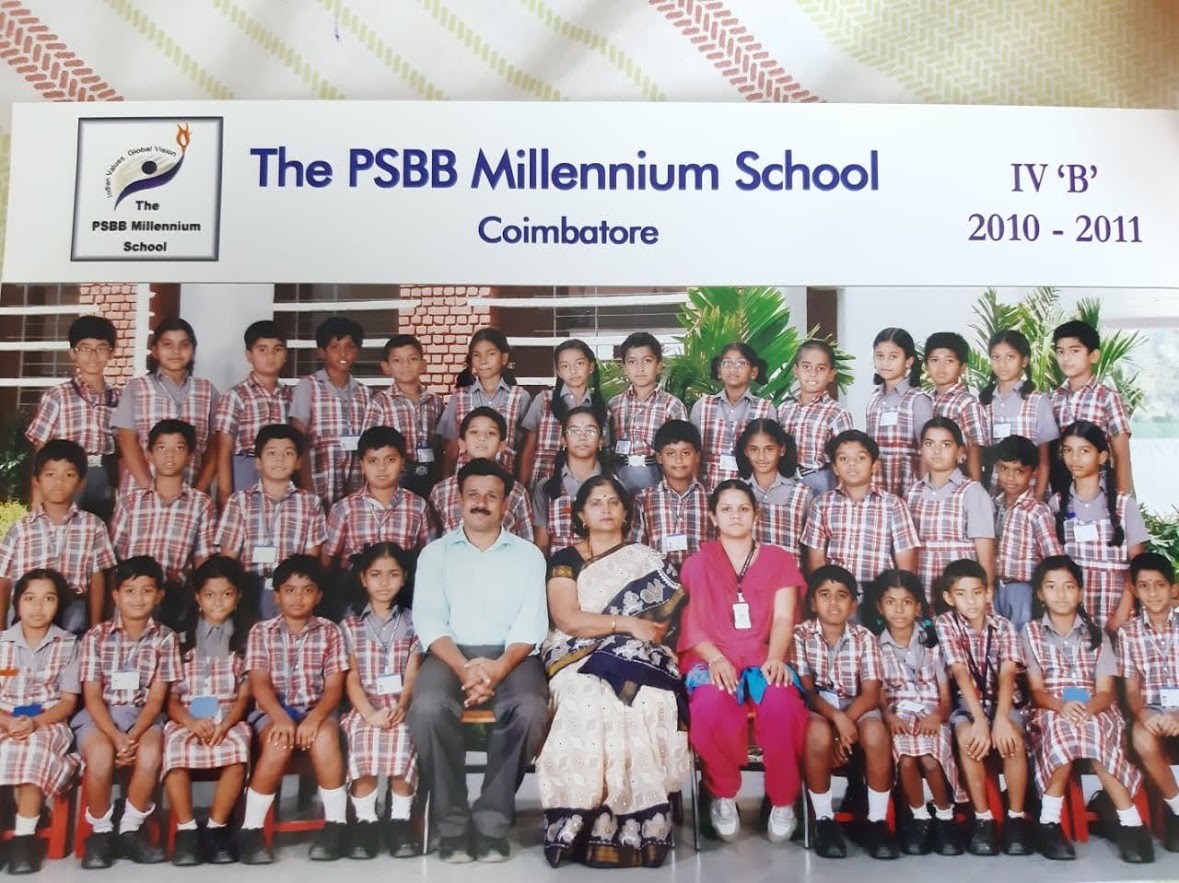 Indian Values, Global Vision
The
PSBB Millennium
School
The PSBB Millennium School
Coimbatore
IV ‘B’
2010 - 2011